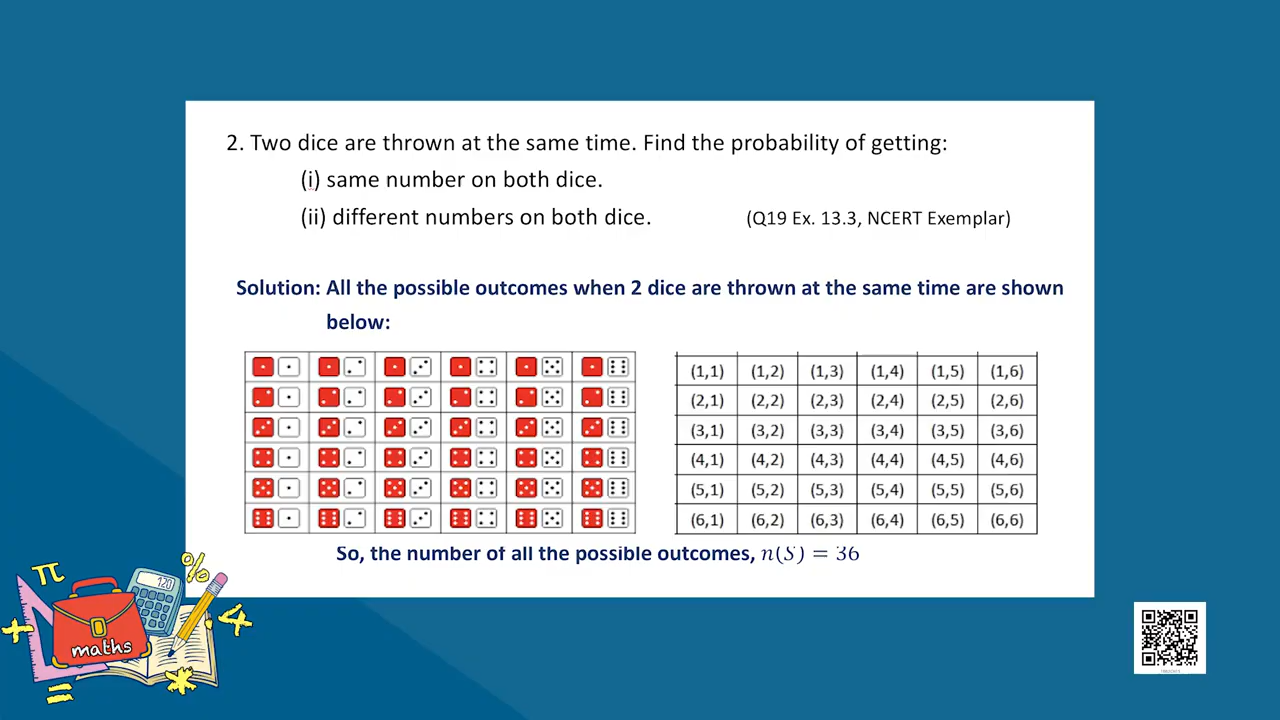 2. Two dice are thrown at the same time. Find the probability of getting:
(i) same number on both dice.
(ii) different numbers on both dice. (Q19 Ex. 13.3, NCERT Exemplar)
Solution: All the possible outcomes when 2 dice are thrown at the same time are shown
below:
(1,1) (1,2) (1,3) (1,4) (1,5) (1,6)
(2,1) (2,2) (2,3) (2,4) (2,5) (2,6)
(3,1) (3,2) (3,3) (3,4) (3,5) (3,6)
(4,1) (4,2) (4,3) (4,4) (4,5) (4,6)
(5,1) (5,2) (5,3) (5,4) (5,5) (5,6)
(6,1) (6,2) (6,3) (6,4) (6,5) (6,6)
So, the number of all the possible outcomes, n(S) = 36
π % 120
+ 4
maths
= *